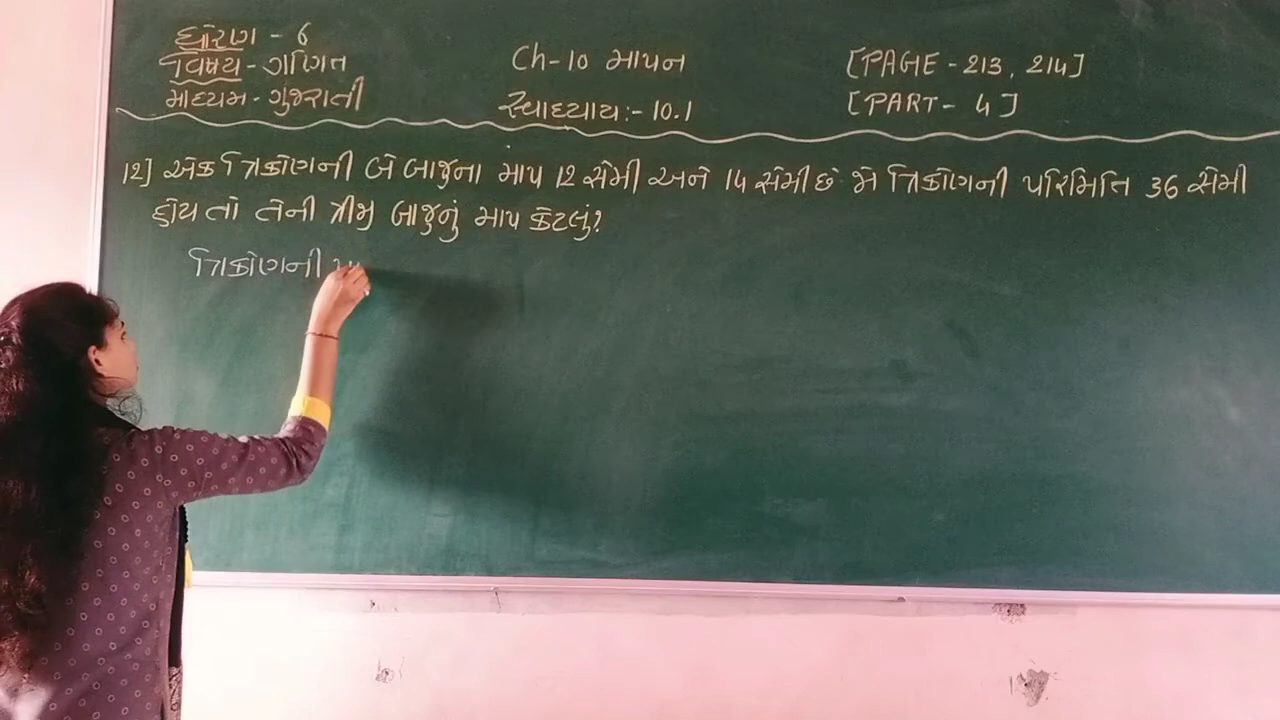 ધોરણ - 6
વિષય - ગણિત
માધ્યમ - ગુજરાતી
Ch-10 માપન
સ્વાધ્યાય:- 10.1
[PAGE - 213, 214]
[PART - 4]
12] એક ત્રિકોણની બે બાજુના માપ 12 સેમી અને 14 સેમી છે જો ત્રિકોણની પરિમિતિ 36 સેમી
હોય તો તેની ત્રીજી બાજુનું માપ કેટલું?
ત્રિકોણની